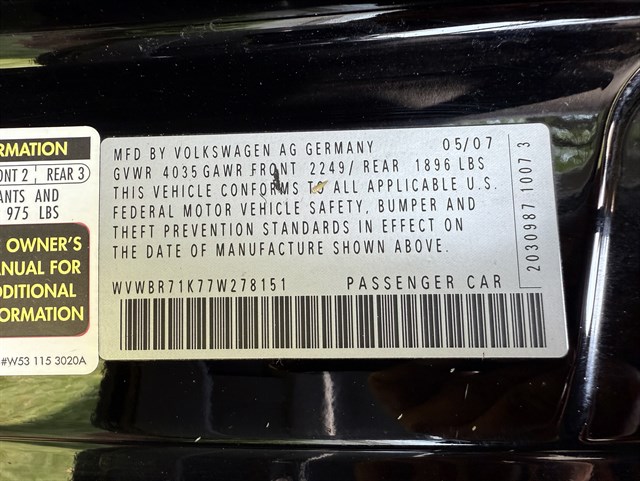 RMATION
ONT 2 REAR 3
ANTS AND
975 LBS
OWNER'S
ANUAL FOR
DDITIONAL
FORMATION
#W53 115 3020A
MFD BY VOLKSWAGEN AG GERMANY 05/07
GVWR 4035 GAWR FRONT 2249/ REAR 1896 LBS
THIS VEHICLE CONFORMS TO ALL APPLICABLE U.S.
FEDERAL MOTOR VEHICLE SAFETY, BUMPER AND
THEFT PREVENTION STANDARDS IN EFFECT ON
THE DATE OF MANUFACTURE SHOWN ABOVE.
WVWBR71K77W278151 PASSENGER CAR
2030987 1007 3